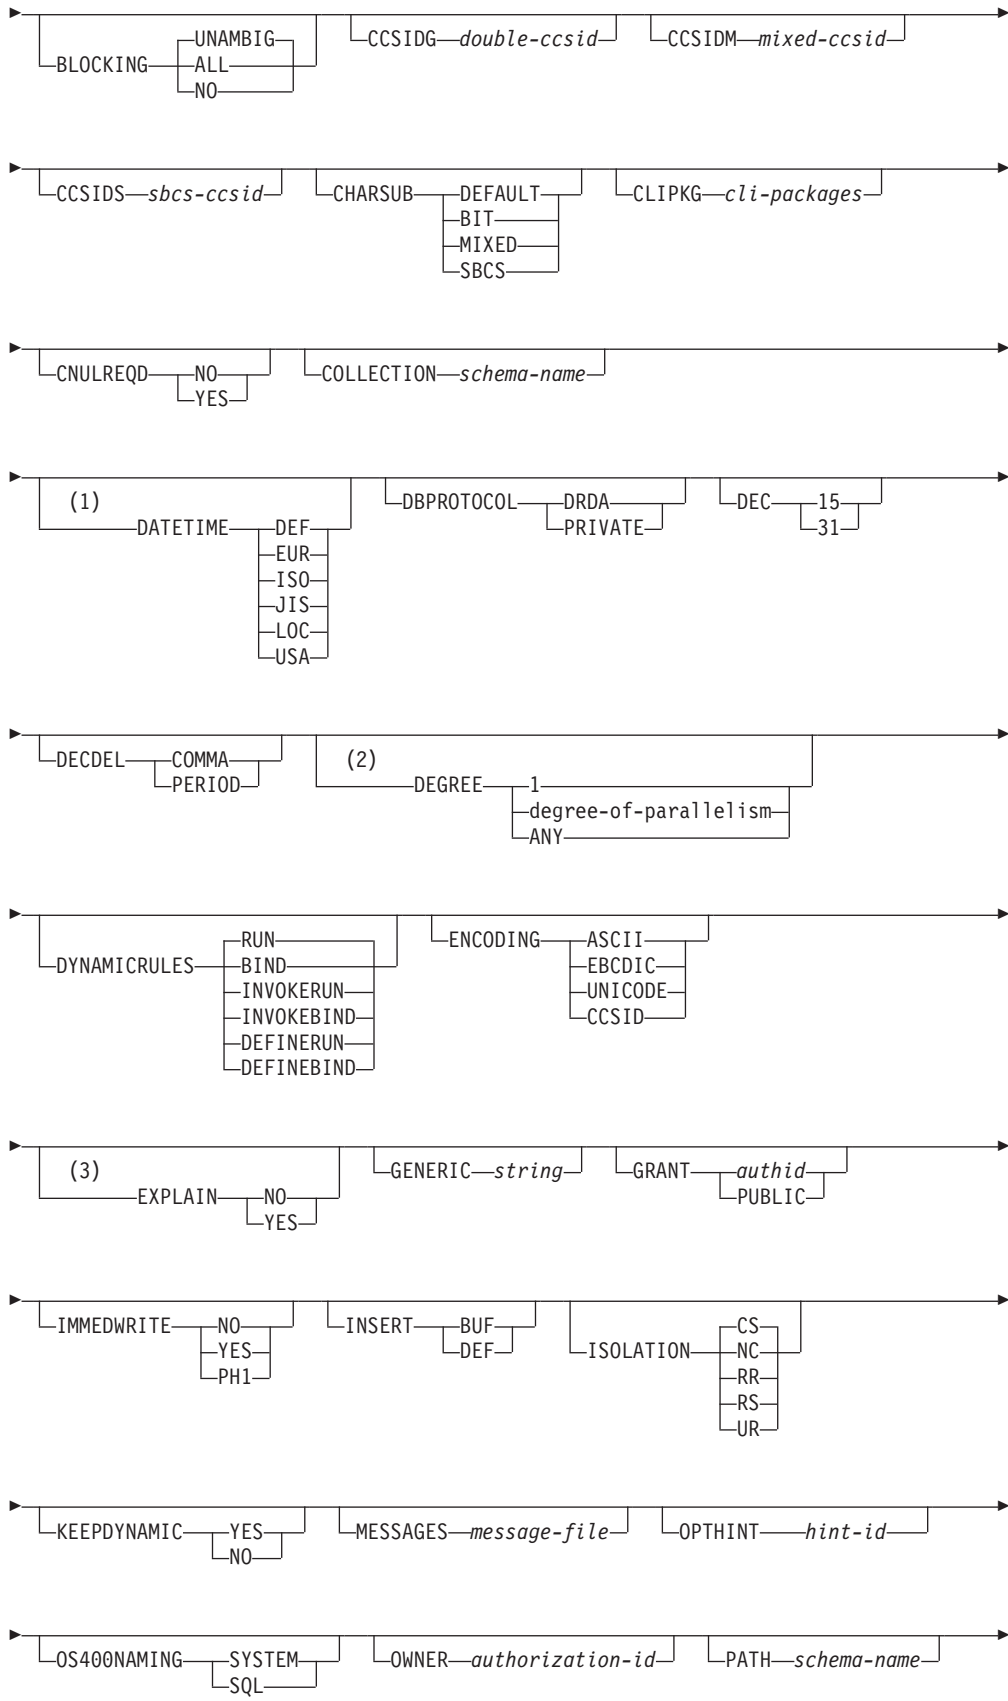 UNAMBIG
BLOCKING ALL
NO
CCSIDG double-ccsid
CCSIDM mixed-ccsid
CCSIDS sbcs-ccsid
CHARSUB DEFAULT
BIT
MIXED
SBCS
CLIPKG cli-packages
CNULREQD NO
YES
COLLECTION schema-name
(1)
DATETIME DEF
EUR
ISO
JIS
LOC
USA
DBPROTOCOL DRDA
PRIVATE
DEC 15
31
DECDEL COMMA
PERIOD
(2)
DEGREE 1
degree-of-parallelism
ANY
RUN
DYNAMICRULES BIND
INVOKERUN
INVOKEBIND
DEFINERUN
DEFINEBIND
ENCODING ASCII
EBCDIC
UNICODE
CCSID
(3)
EXPLAIN NO
YES
GENERIC string
GRANT authid
PUBLIC
IMMEDWRITE NO
YES
PH1
INSERT BUF
DEF
CS
ISOLATION NC
RR
RS
UR
KEEPDYNAMIC YES
NO
MESSAGES message-file
OPTHINT hint-id
OS400NAMING SYSTEM
SQL
OWNER authorization-id
PATH schema-name